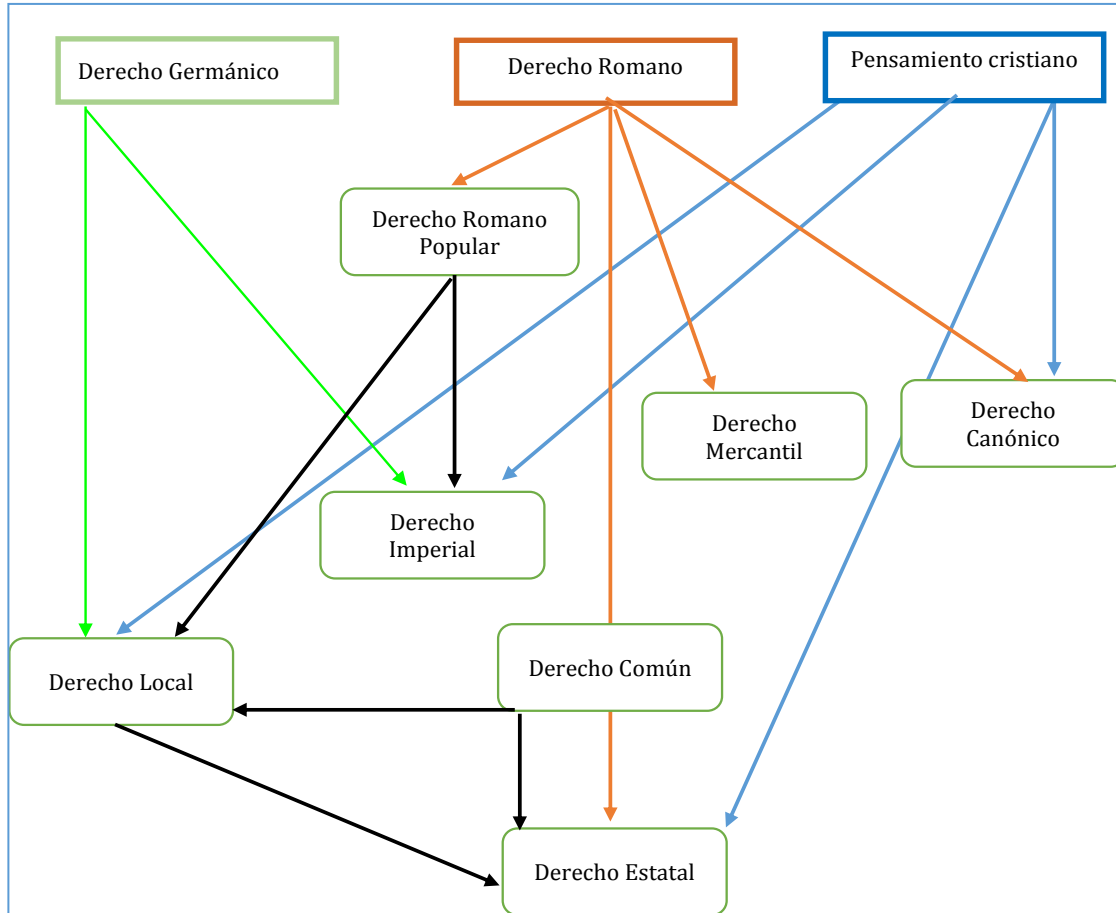 Derecho Germánico
Derecho Romano
Pensamiento cristiano
Derecho Romano
Popular
Derecho
Mercantil
Derecho
Canónico
Derecho
Imperial
Derecho Local
Derecho Común
Derecho Estatal